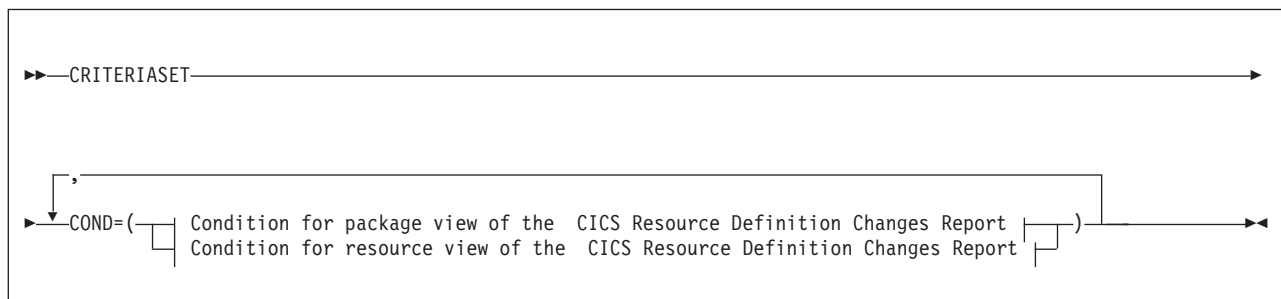 CRITERIASET
,
COND=( Condition for package view of the CICS Resource Definition Changes Report )
Condition for resource view of the CICS Resource Definition Changes Report